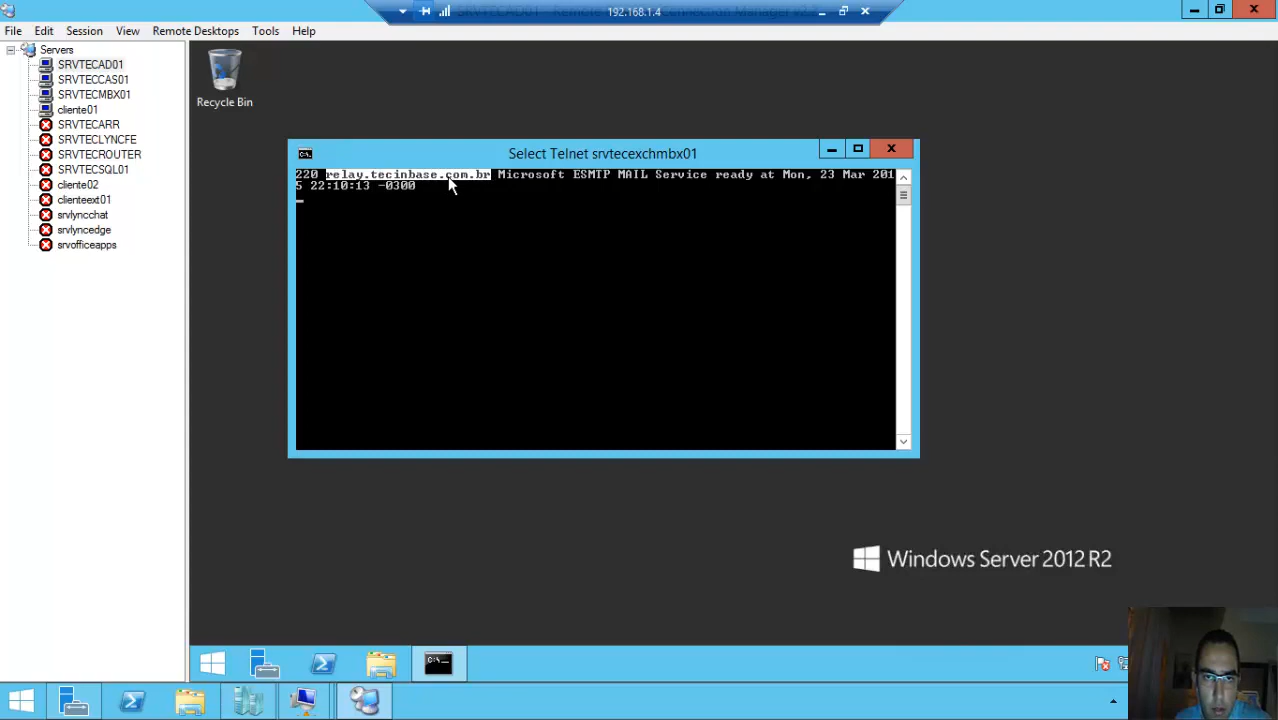 192.168.1.4
File Edit Session View Remote Desktops Tools Help
Servers
SRVTECAD01
SRVTECCAS01
SRVTECMBX01
cliente01
SRVTECARR
SRVTECLYNCFE
SRVTECROUTER
SRVTECSQL01
cliente02
clienteext01
srvlyncchat
srvlyncedge
srvofficeapps
Recycle Bin
Select Telnet srvtecexchmbx01
220 relay.tecinbase.com.br Microsoft ESMTP MAIL Service ready at Mon, 23 Mar 201
5 22:10:13 -0300
Windows Server 2012 R2